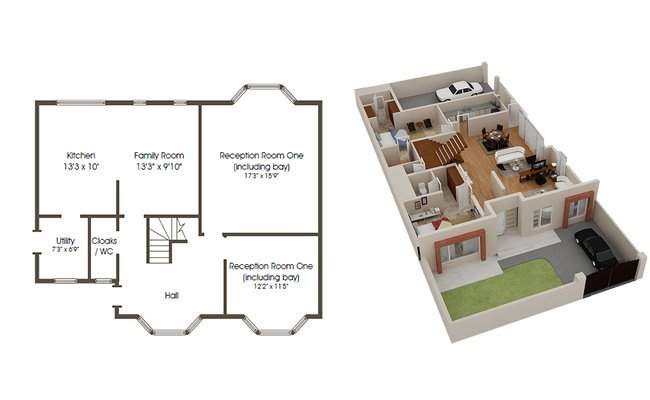 Kitchen
13'3 x 10'
Family Room
13'3" x 9'10'
Reception Room One
(including bay)
17'3" x 15'9"
Utility
7'3" x 6'9"
Cloaks
/ WC
Hall
Reception Room One
(including bay)
12'2" x 11'5"